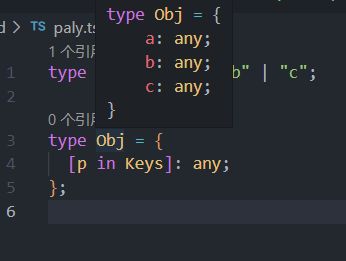 d > TS paly.ts
type Obj = {
a: any;
b: any;
c: any;
}
1 个引用
1 type b" | "c";
2
0 个引用
3 type Obj = {
4 [p in Keys]: any;
5 };
6